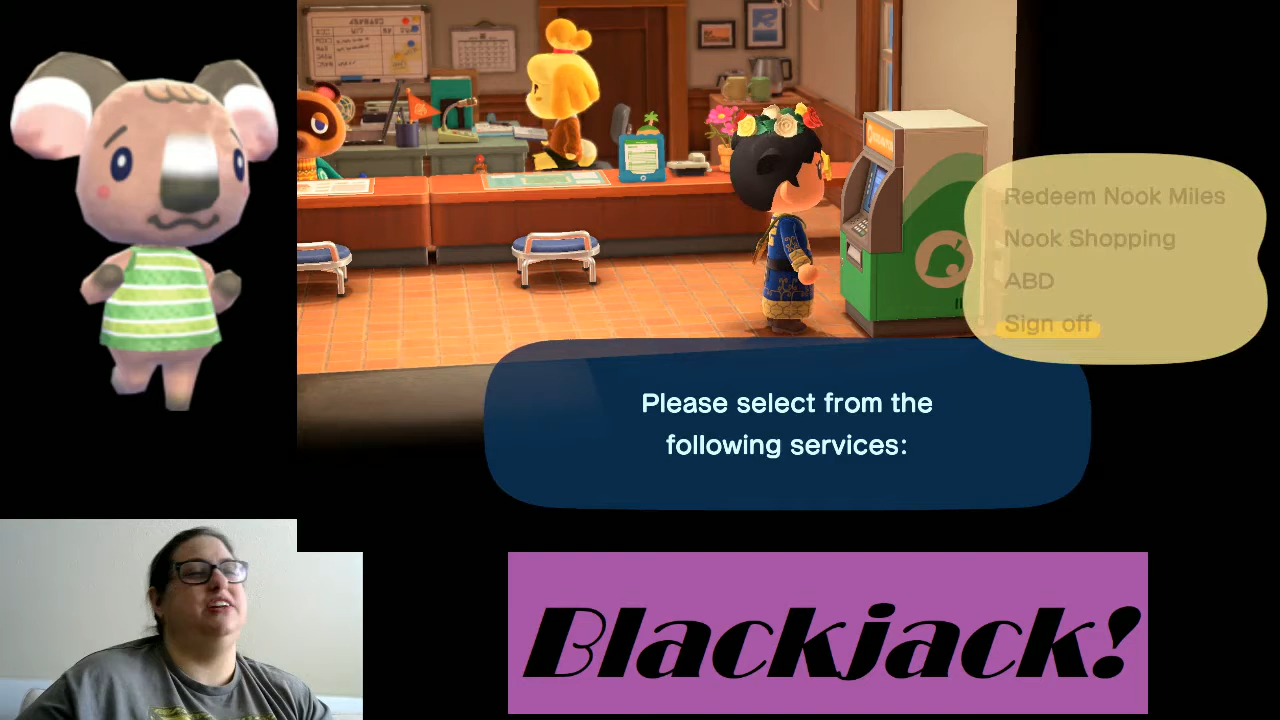 Redeem Nook Miles
Nook Shopping
ABD
Sign off
Please select from the
following services:
Blackjack!